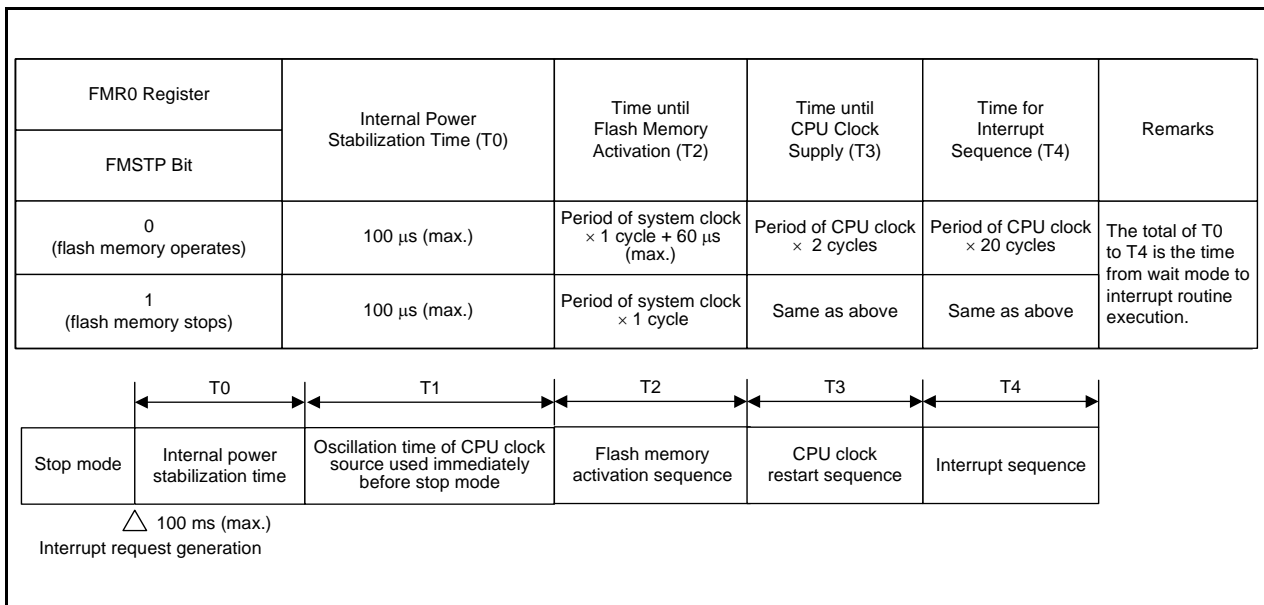 FMR0 Register
FMSTP Bit
Internal Power
Stabilization Time (T0)
Time until
Flash Memory
Activation (T2)
Time until
CPU Clock
Supply (T3)
Time for
Interrupt
Sequence (T4)
Remarks
0
(flash memory operates)
100 μs (max.)
Period of system clock
× 1 cycle + 60 μs
(max.)
Period of CPU clock
× 2 cycles
Period of CPU clock
× 20 cycles
The total of T0
to T4 is the time
from wait mode to
interrupt routine
execution.
1
(flash memory stops)
100 μs (max.)
Period of system clock
× 1 cycle
Same as above
Same as above
T0
T1
T2
T3
T4
Stop mode
Internal power
stabilization time
Oscillation time of CPU clock
source used immediately
before stop mode
Flash memory
activation sequence
CPU clock
restart sequence
Interrupt sequence
100 ms (max.)
Interrupt request generation